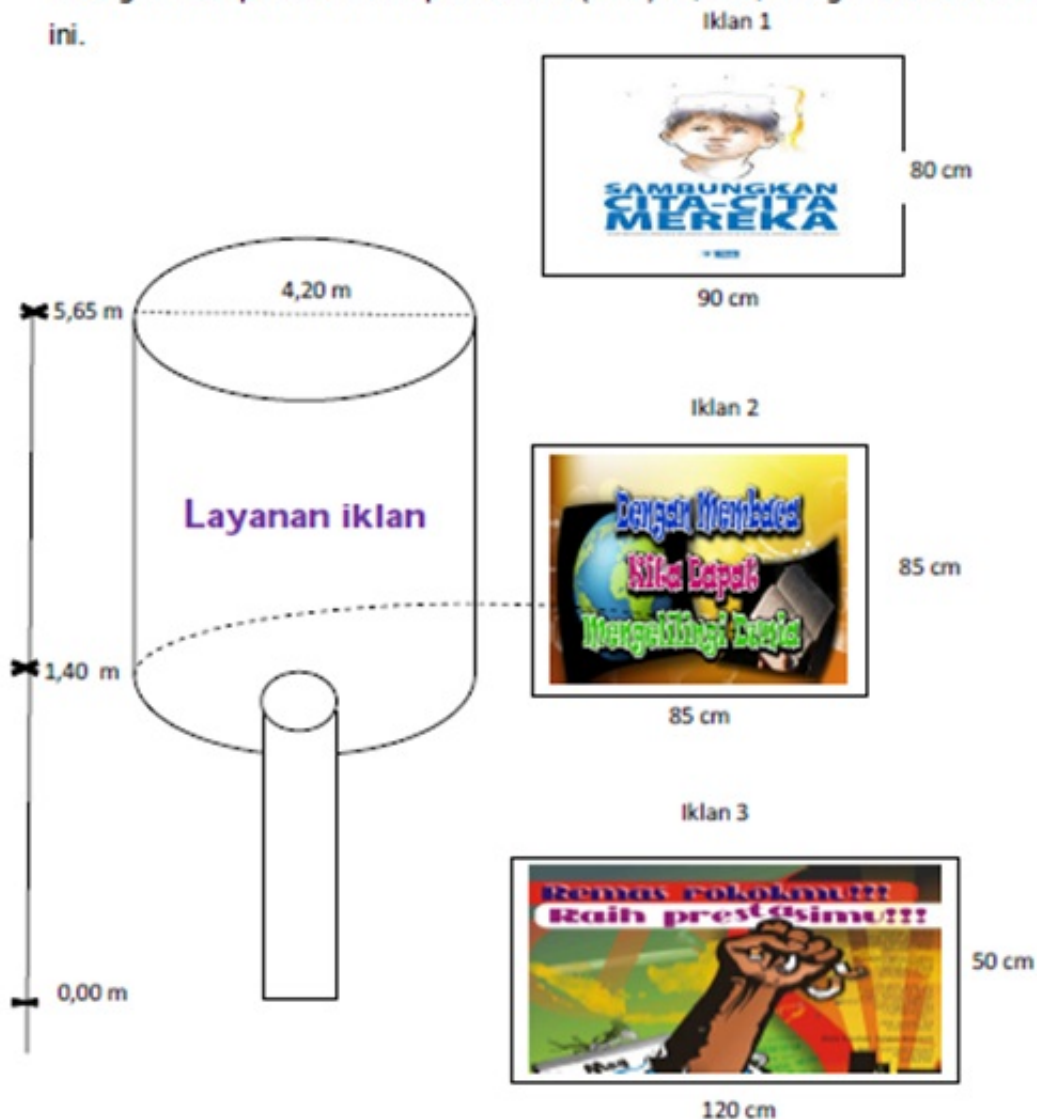 ini.
Iklan 1
SAMBUNGKAN
CITA-CITA
MEREKA
80 cm
90 cm
5,65 m
4,20 m
Layanan iklan
1,40 m
0,00 m
Iklan 2
Dengan Membaca
Kita Dapat
Mengelilingi Dunia
85 cm
85 cm
Iklan 3
Remas rokokmu!!!
Raih prestasimu!!!
50 cm
120 cm